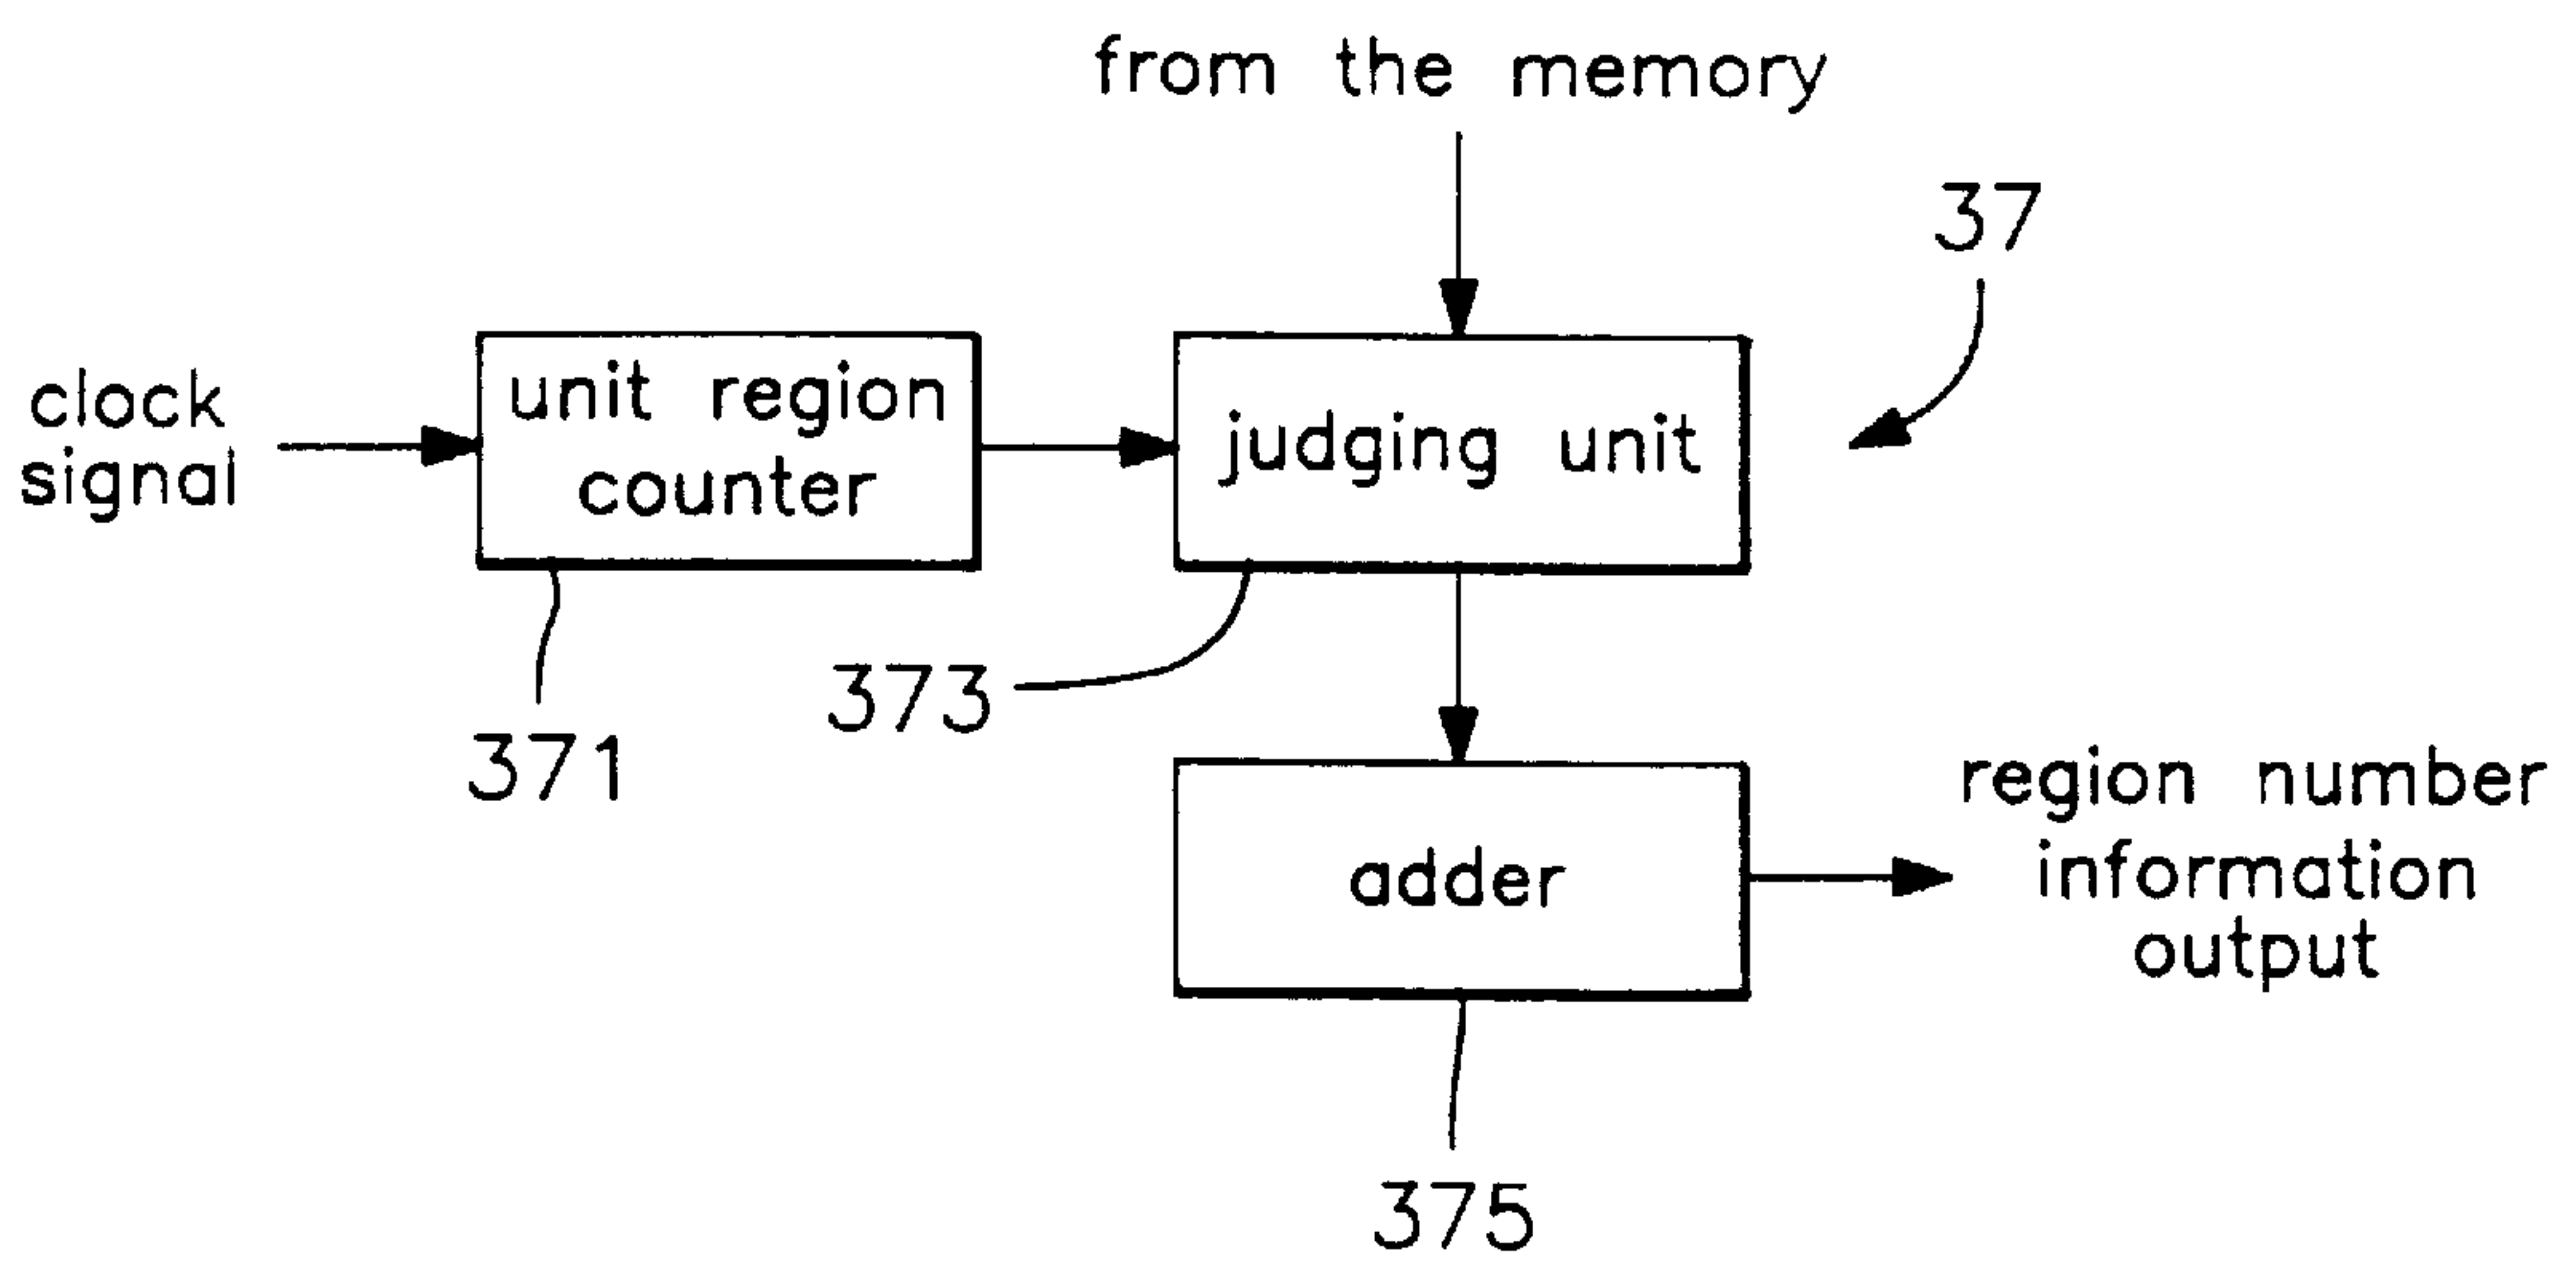 from the memory
37
clock
signal
unit region
counter
judging unit
373
371
adder
region number
information
output
375